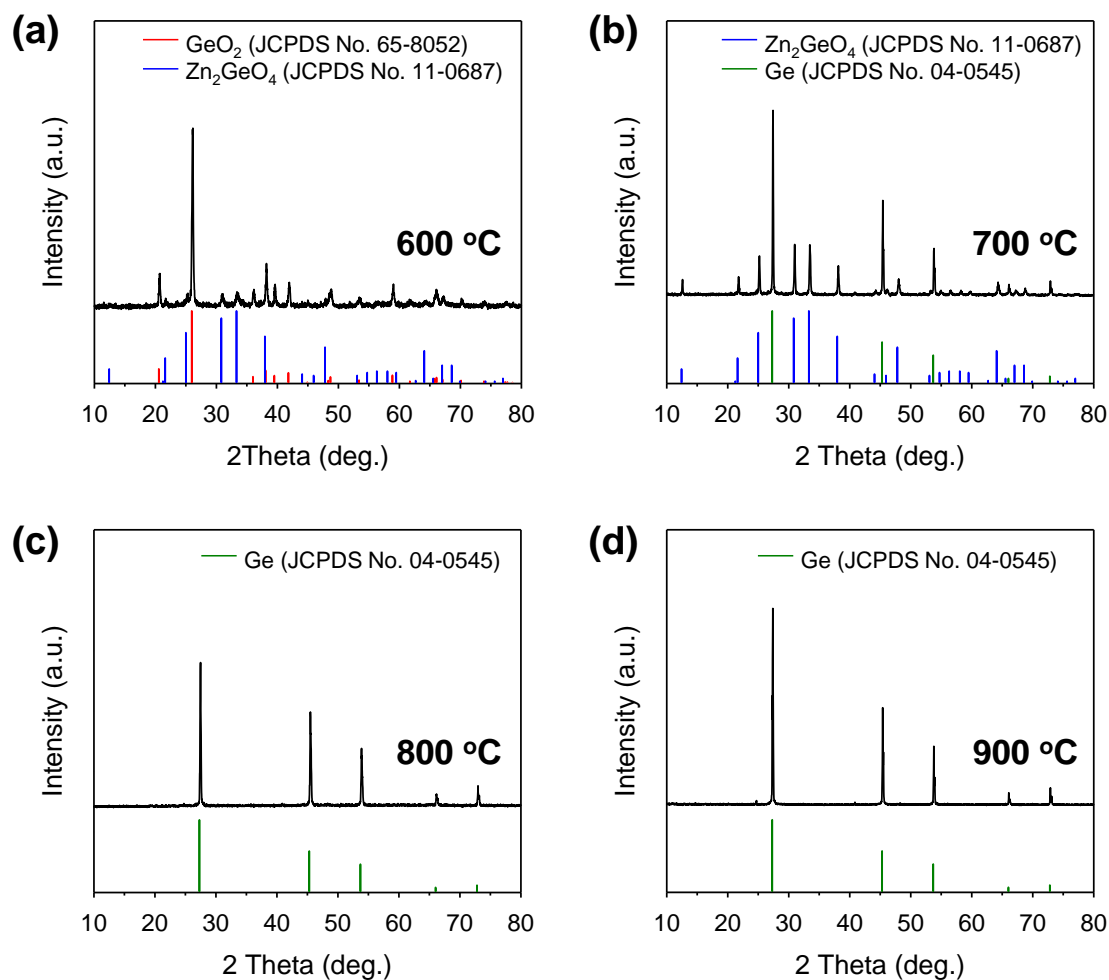 (a)
GeO₂ (JCPDS No. 65-8052)
Zn₂GeO₄ (JCPDS No. 11-0687)
600 °C
Intensity (a.u.)
10 20 30 40 50 60 70 80
2Theta (deg.)
(b)
Zn₂GeO₄ (JCPDS No. 11-0687)
Ge (JCPDS No. 04-0545)
700 °C
Intensity (a.u.)
10 20 30 40 50 60 70 80
2 Theta (deg.)
(c)
Ge (JCPDS No. 04-0545)
800 °C
Intensity (a.u.)
10 20 30 40 50 60 70 80
2 Theta (deg.)
(d)
Ge (JCPDS No. 04-0545)
900 °C
Intensity (a.u.)
10 20 30 40 50 60 70 80
2 Theta (deg.)